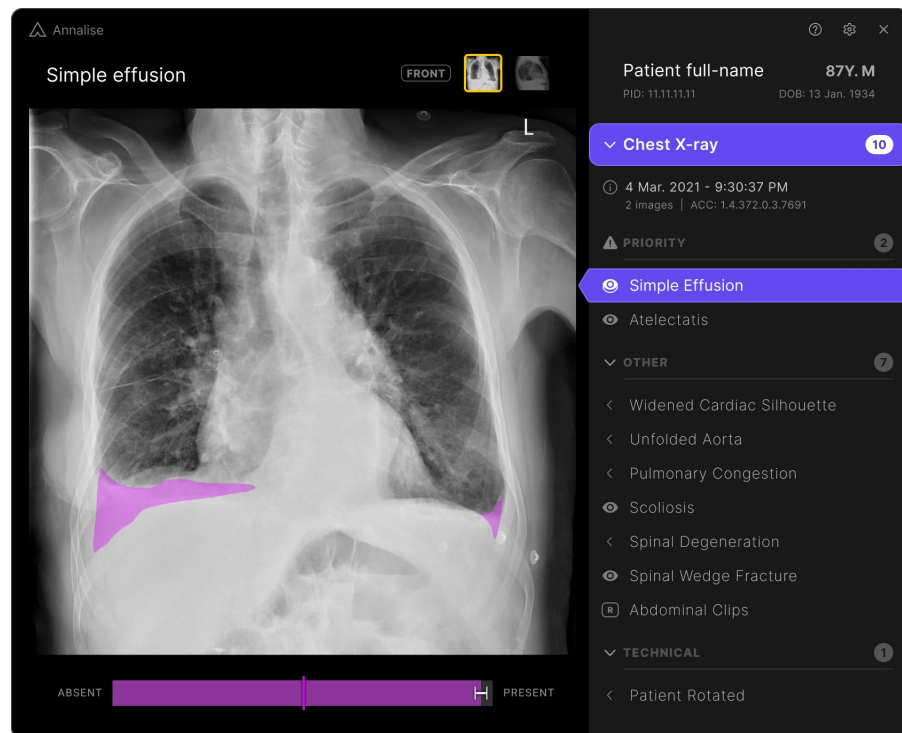 Annalise
Simple effusion
FRONT
L
ABSENT
PRESENT
Patient full-name 87Y. M
PID: 11.11.11.11 DOB: 13 Jan. 1934
Chest X-ray 10
4 Mar. 2021 - 9:30:37 PM
2 images | ACC: 1.4.372.0.3.7691
PRIORITY 2
Simple Effusion
Atelectatis
OTHER 7
Widened Cardiac Silhouette
Unfolded Aorta
Pulmonary Congestion
Scoliosis
Spinal Degeneration
Spinal Wedge Fracture
R Abdominal Clips
TECHNICAL 1
Patient Rotated